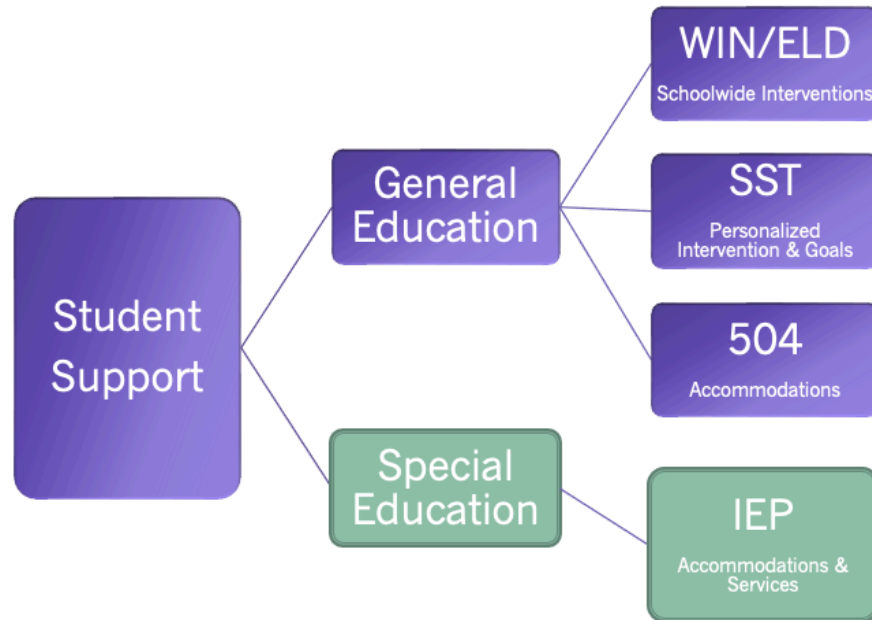 Student
Support
General
Education
Special
Education
WIN/ELD
Schoolwide Interventions
SST
Personalized
Intervention & Goals
504
Accommodations
IEP
Accommodations &
Services